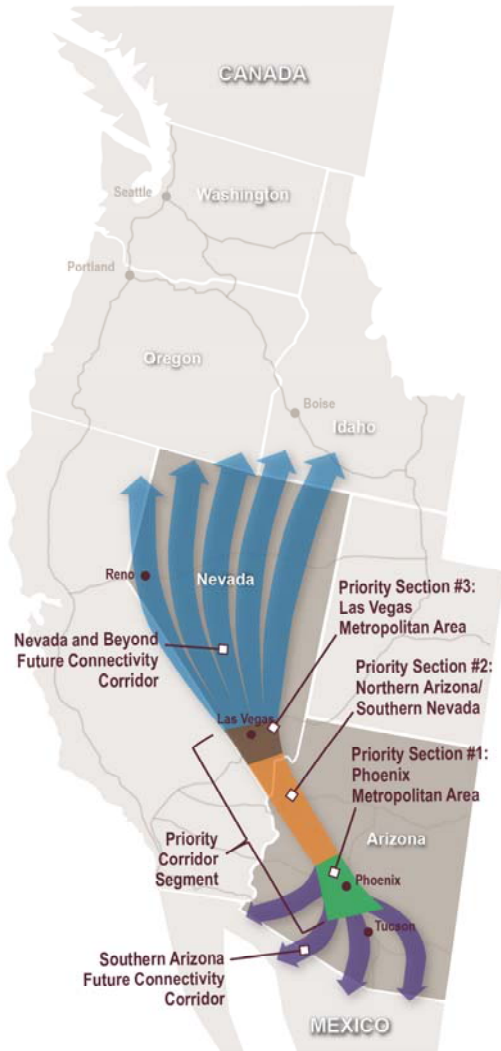 CANADA
Seattle
Washington
Portland
Oregon
Boise
Idaho
Reno
Nevada
Nevada and Beyond
Future Connectivity
Corridor
Priority Section #3:
Las Vegas
Metropolitan Area
Las Vegas
Priority Section #2:
Northern Arizona/
Southern Nevada
Priority Section #1:
Phoenix
Metropolitan Area
Priority
Corridor
Segment
Arizona
Phoenix
Tucson
Southern Arizona
Future Connectivity
Corridor
MEXICO